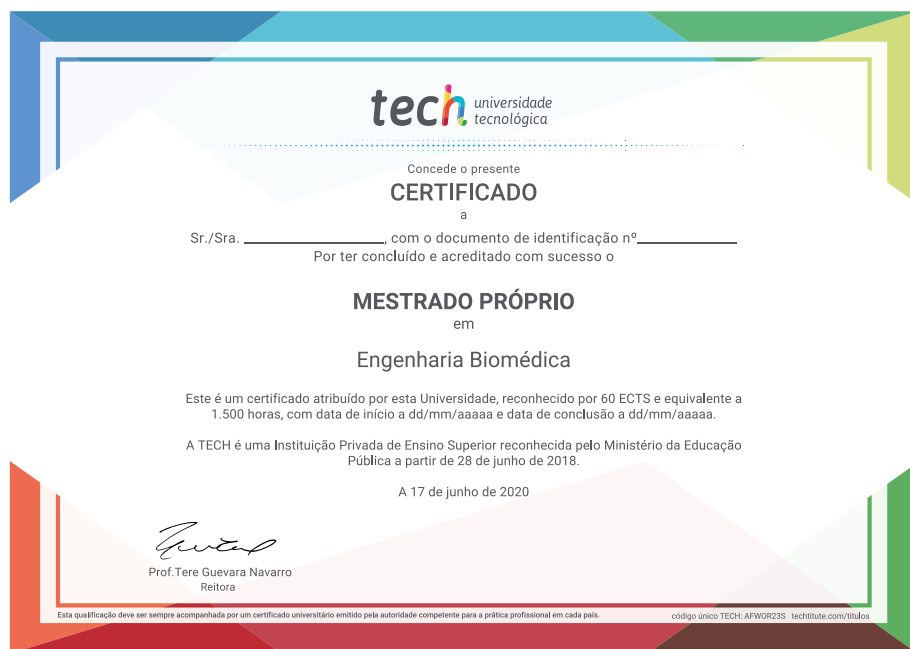 tech universidade
tecnológica
Concede o presente
CERTIFICADO
a
Sr./Sra. ________________, com o documento de identificação nº___________
Por ter concluído e acreditado com sucesso o
MESTRADO PRÓPRIO
em
Engenharia Biomédica
Este é um certificado atribuído por esta Universidade, reconhecido por 60 ECTS e equivalente a
1.500 horas, com data de início a dd/mm/aaaaa e data de conclusão a dd/mm/aaaaa.
A TECH é uma Instituição Privada de Ensino Superior reconhecida pelo Ministério da Educação
Pública a partir de 28 de junho de 2018.
A 17 de junho de 2020
Prof.Tere Guevara Navarro
Reitora
Esta qualificação deve ser sempre acompanhada por um certificado universitário emitido pela autoridade competente para a prática profissional em cada país.
código único TECH: AFWOR23S techtitute.com/titulos